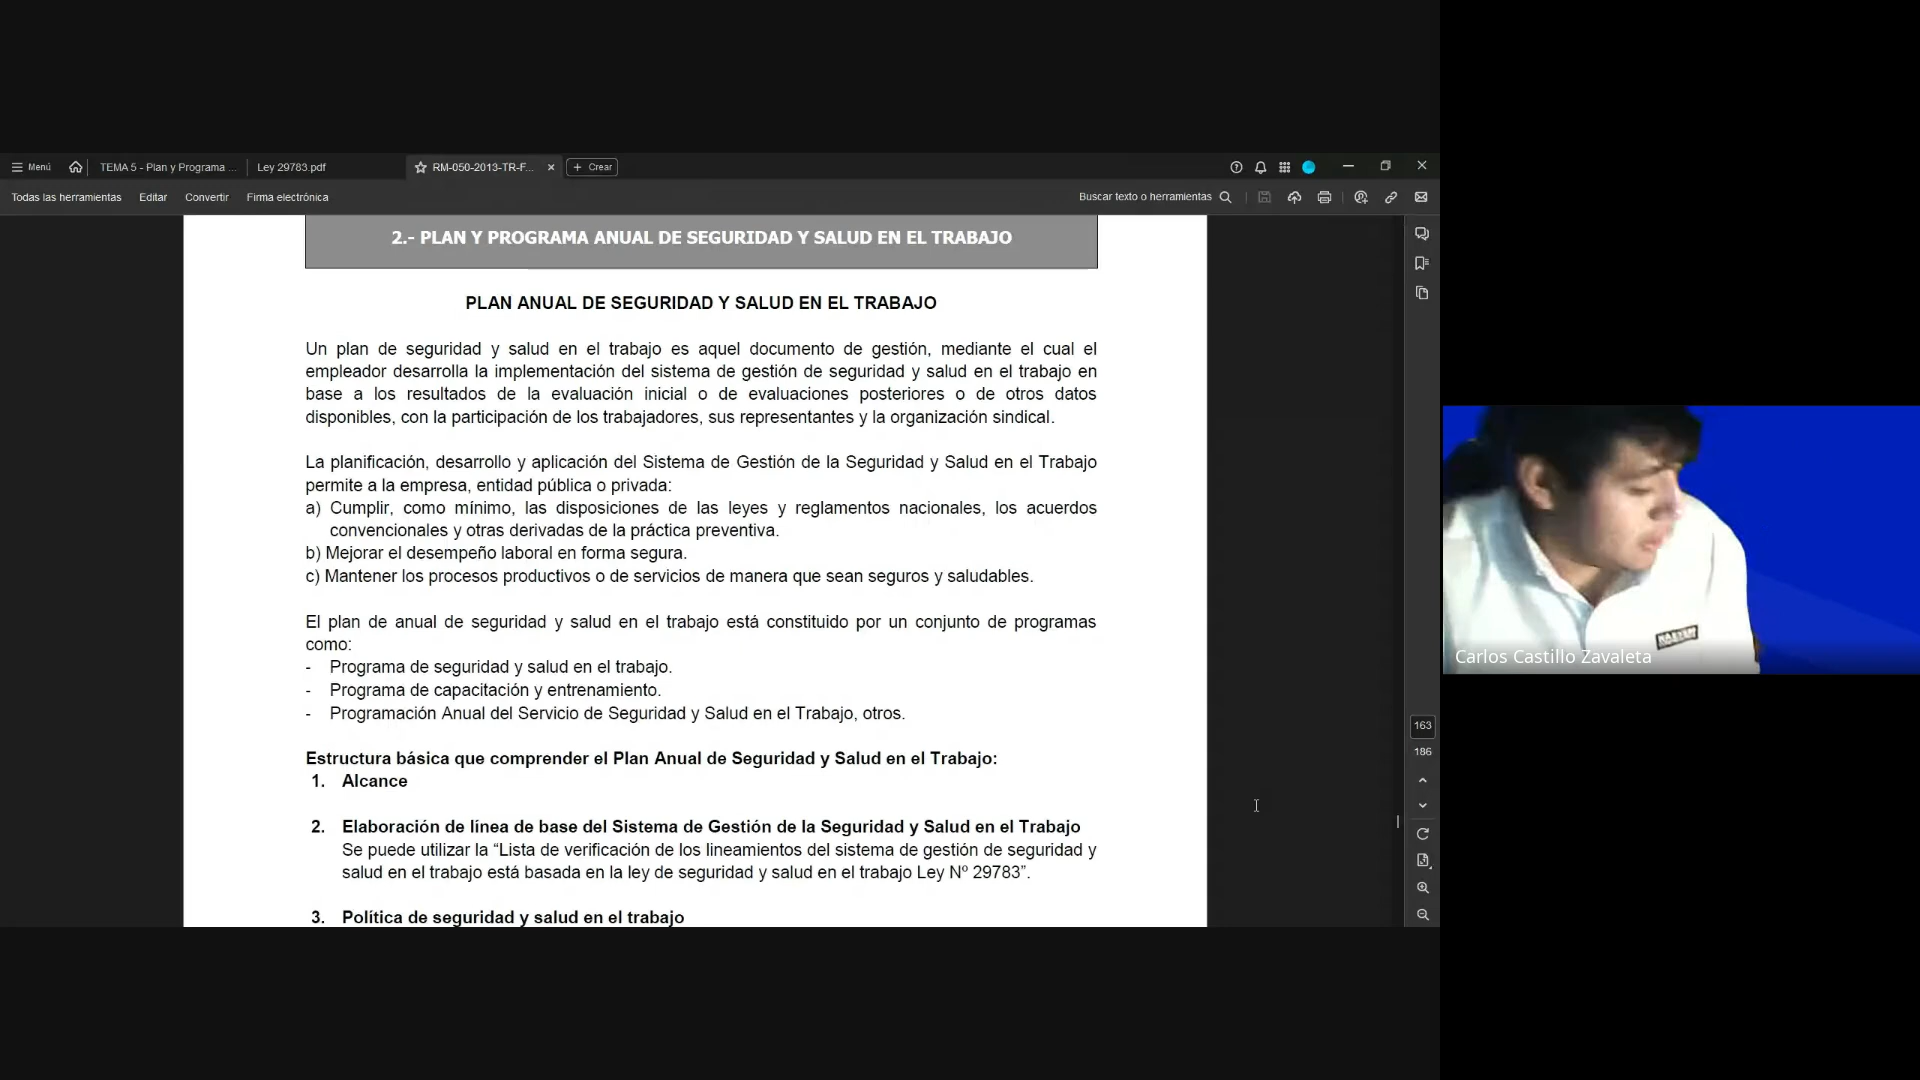 Menú
TEMA 5 - Plan y Programa ...
Ley 29783.pdf
RM-050-2013-TR-F...
Crear
Todas las herramientas
Editar
Convertir
Firma electrónica
Buscar texto o herramientas
2.- PLAN Y PROGRAMA ANUAL DE SEGURIDAD Y SALUD EN EL TRABAJO
PLAN ANUAL DE SEGURIDAD Y SALUD EN EL TRABAJO
Un plan de seguridad y salud en el trabajo es aquel documento de gestión, mediante el cual el
empleador desarrolla la implementación del sistema de gestión de seguridad y salud en el trabajo en
base a los resultados de la evaluación inicial o de evaluaciones posteriores o de otros datos
disponibles, con la participación de los trabajadores, sus representantes y la organización sindical.
La planificación, desarrollo y aplicación del Sistema de Gestión de la Seguridad y Salud en el Trabajo
permite a la empresa, entidad pública o privada:
a) Cumplir, como mínimo, las disposiciones de las leyes y reglamentos nacionales, los acuerdos
convencionales y otras derivadas de la práctica preventiva.
b) Mejorar el desempeño laboral en forma segura.
c) Mantener los procesos productivos o de servicios de manera que sean seguros y saludables.
El plan de anual de seguridad y salud en el trabajo está constituido por un conjunto de programas
como:
- Programa de seguridad y salud en el trabajo.
- Programa de capacitación y entrenamiento.
- Programación Anual del Servicio de Seguridad y Salud en el Trabajo, otros.
Estructura básica que comprender el Plan Anual de Seguridad y Salud en el Trabajo:
1. Alcance
2. Elaboración de línea de base del Sistema de Gestión de la Seguridad y Salud en el Trabajo
Se puede utilizar la “Lista de verificación de los lineamientos del sistema de gestión de seguridad y
salud en el trabajo está basada en la ley de seguridad y salud en el trabajo Ley Nº 29783”.
3. Política de seguridad y salud en el trabajo
163
186
Carlos Castillo Zavaleta